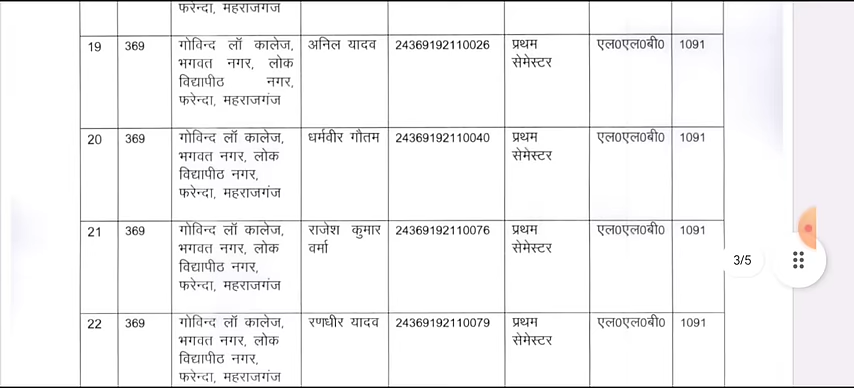 फरेन्दा, महराजगंज
19 369 गोविन्द लॉ कालेज, अनिल यादव 24369192110026 प्रथम एल0एल0बी0 1091
भगवत नगर, लोक सेमेस्टर
विद्यापीठ नगर,
फरेन्दा, महराजगंज
20 369 गोविन्द लॉ कालेज, धर्मवीर गौतम 24369192110040 प्रथम एल0एल0बी0 1091
भगवत नगर, लोक सेमेस्टर
विद्यापीठ नगर,
फरेन्दा, महराजगंज
21 369 गोविन्द लॉ कालेज, राजेश कुमार 24369192110076 प्रथम एल0एल0बी0 1091
भगवत नगर, लोक वर्मा सेमेस्टर
विद्यापीठ नगर,
फरेन्दा, महराजगंज
3/5
22 369 गोविन्द लॉ कालेज, रणधीर यादव 24369192110079 प्रथम एल0एल0बी0 1091
भगवत नगर, लोक सेमेस्टर
विद्यापीठ नगर,
फरेन्दा, महराजगंज